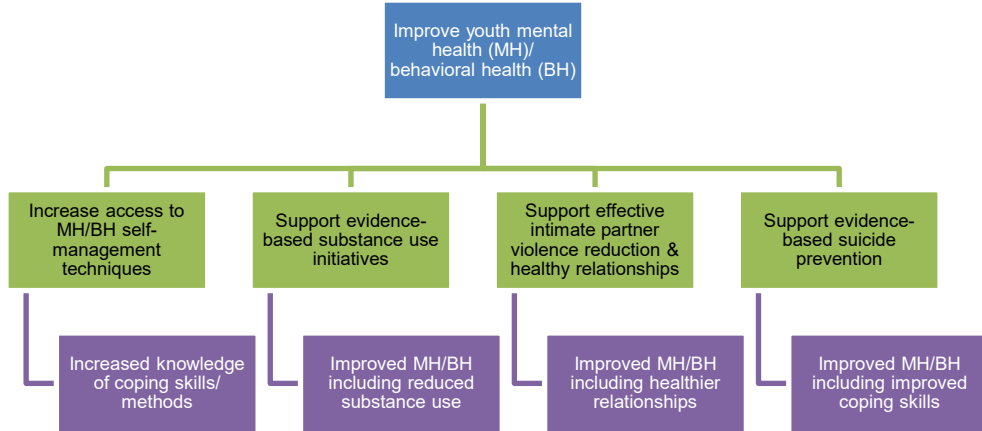 Improve youth mental
health (MH)/
behavioral health (BH)
Increase access to
MH/BH self-
management
techniques
Support evidence-
based substance use
initiatives
Support effective
intimate partner
violence reduction &
healthy relationships
Support evidence-
based suicide
prevention
Increased knowledge
of coping skills/
methods
Improved MH/BH
including reduced
substance use
Improved MH/BH
including healthier
relationships
Improved MH/BH
including improved
coping skills